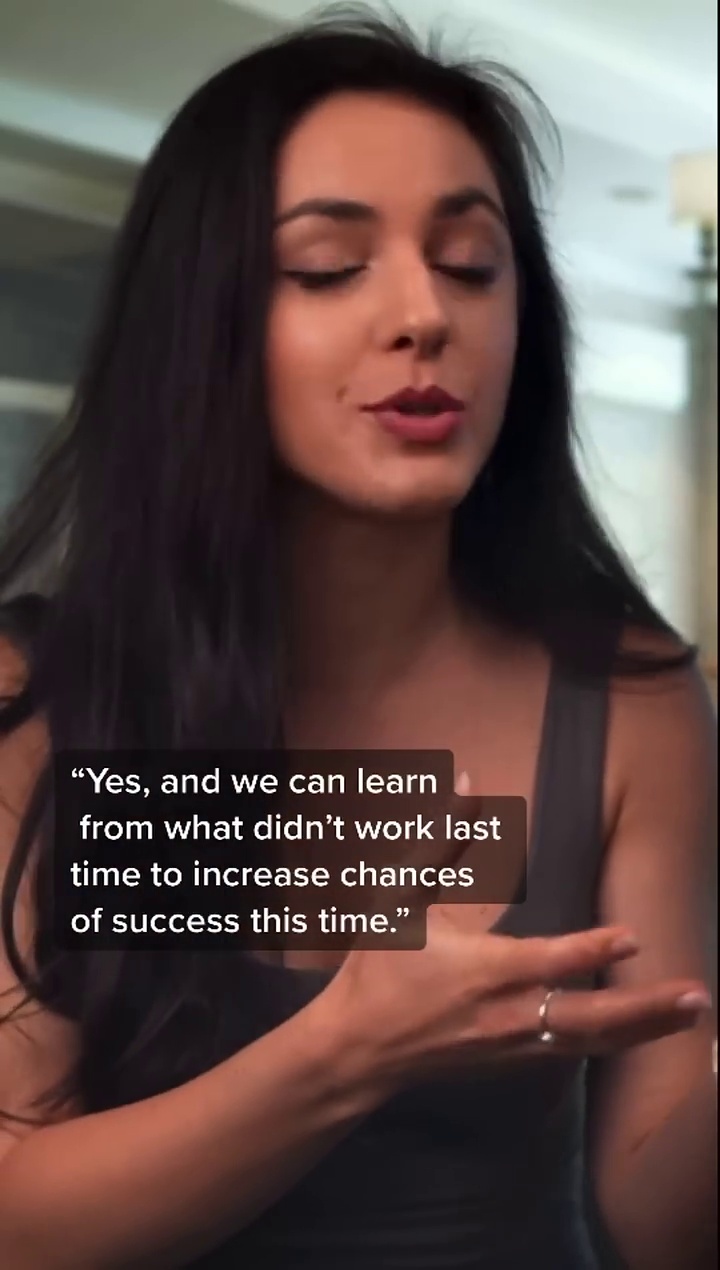 “Yes, and we can learn
from what didn’t work last
time to increase chances
of success this time.”